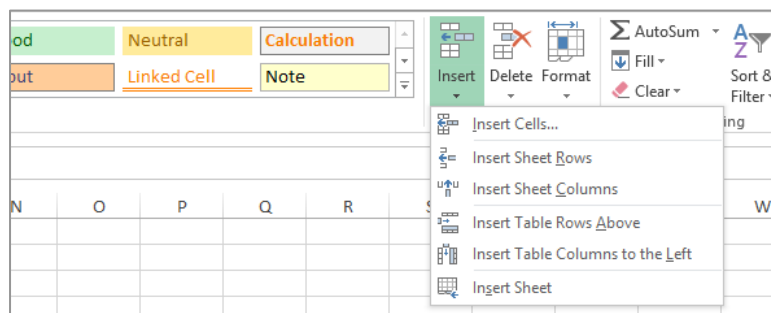 ood Neutral Calculation
out Linked Cell Note
Insert Delete Format
AutoSum
Fill
Clear
Sort &
Filter
ing
Insert Cells...
Insert Sheet Rows
Insert Sheet Columns
Insert Table Rows Above
Insert Table Columns to the Left
Insert Sheet
N O P Q R S W